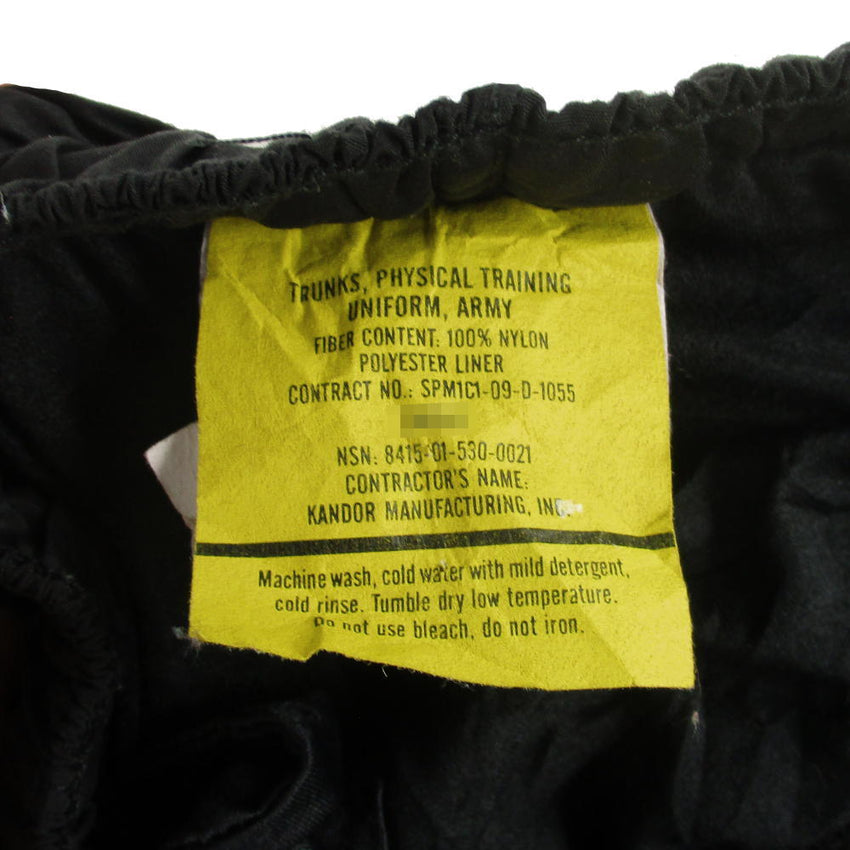 TRUNKS, PHYSICAL TRAINING
UNIFORM, ARMY
FIBER CONTENT: 100% NYLON
POLYESTER LINER
CONTRACT NO.: SPM1C1-09-D-1055
NSN: 8415-01-530-0021
CONTRACTOR'S NAME:
KANDOR MANUFACTURING, INC.
Machine wash, cold water with mild detergent,
cold rinse. Tumble dry low temperature.
Do not use bleach, do not iron.